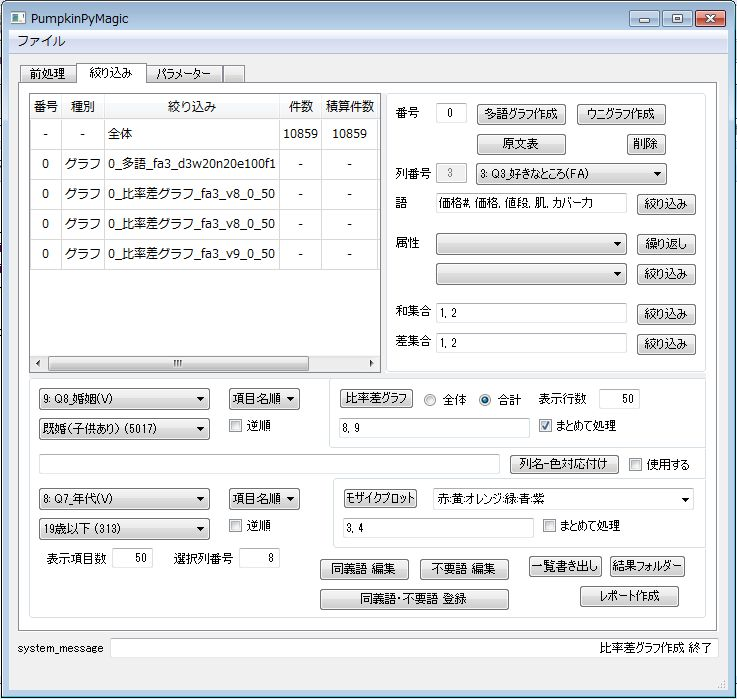 PumpkinPyMagic
ファイル
前処理 絞り込み パラメーター
番号 種別 絞り込み 件数 積算件数
- - 全体 10859 10859
0 グラフ 0_多語_fa3_d3w20n20e100f1 - -
0 グラフ 0_比率差グラフ_fa3_v8_0_50 - -
0 グラフ 0_比率差グラフ_fa3_v8_0_50 - -
0 グラフ 0_比率差グラフ_fa3_v9_0_50 - -
番号 0 多語グラフ作成 ウニグラフ作成
原文表 削除
列番号 3 3: Q3_好きなところ(FA)
語 価格#, 価格, 値段, 肌, カバー力 絞り込み
属性 繰り返し
絞り込み
和集合 1, 2 絞り込み
差集合 1, 2 絞り込み
9: Q8_婚姻(V) 項目名順
既婚(子供あり) (5017) 逆順
比率差グラフ 全体 合計 表示行数 50
8, 9 まとめて処理
列名-色対応付け 使用する
8: Q7_年代(V) 項目名順
19歳以下 (313) 逆順
モザイクプロット 赤:黄:オレンジ:緑:青:紫
3, 4 まとめて処理
表示項目数 50 選択列番号 8
同義語 編集 不要語 編集 一覧書き出し 結果フォルダー
同義語・不要語 登録 レポート作成
system_message 比率差グラフ作成 終了